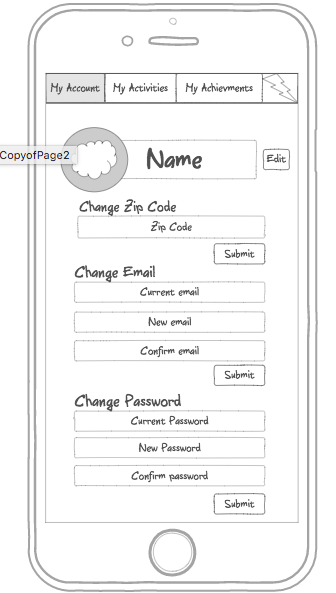 My Account My Activities My Achievments
CopyofPage2
Name Edit
Change Zip Code
Zip Code
Submit
Change Email
Current email
New email
Confirm email
Submit
Change Password
Current Password
New Password
Confirm password
Submit